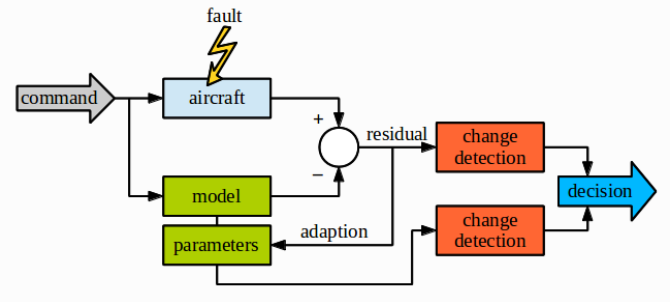 fault
command
aircraft
+
residual
change
detection
−
model
decision
parameters
adaption
change
detection